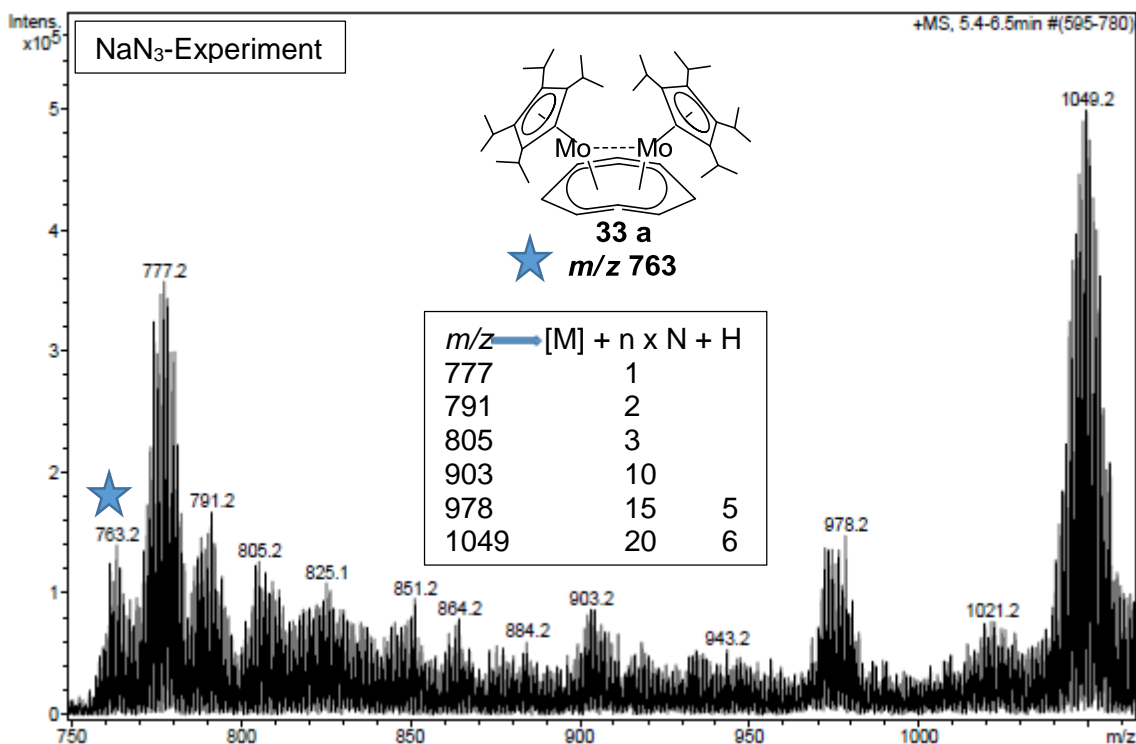 Intens.
x10⁵
+MS, 5.4-6.5min #(595-780)
NaN₃-Experiment
5
4
3
2
1
0
Mo
Mo
33 a
m/z 763
m/z [M] + n x N + H
777 1
791 2
805 3
903 10
978 15 5
1049 20 6
763.2
777.2
791.2
805.2
825.1
851.2
864.2
884.2
903.2
943.2
978.2
1021.2
1049.2
750
800
850
900
950
1000
m/z